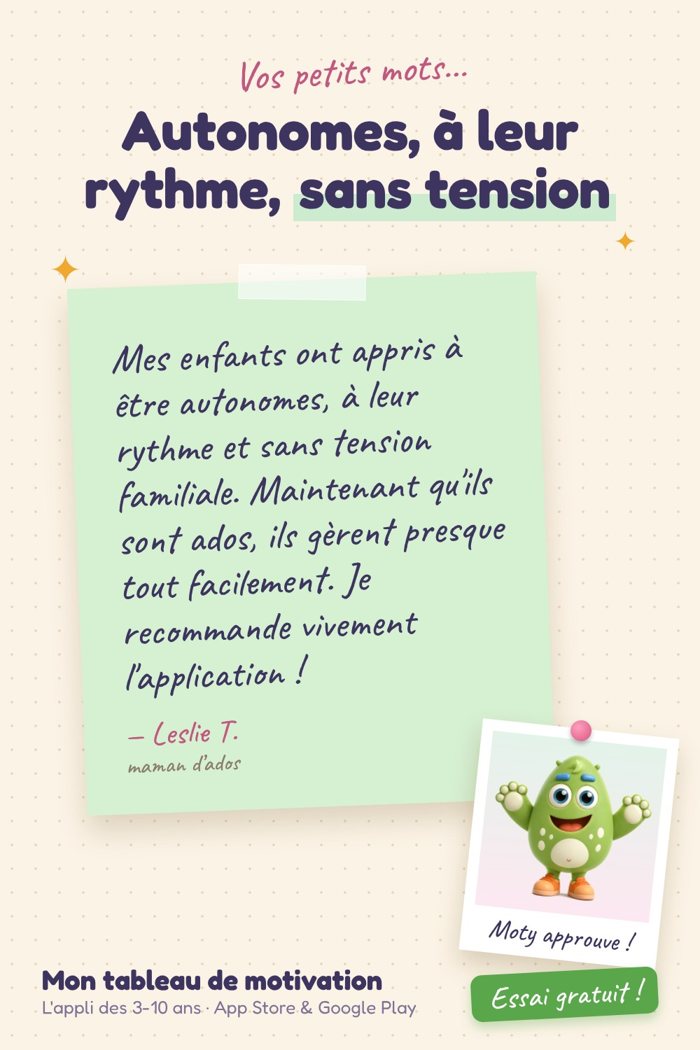 Vos petits mots...
Autonomes, à leur
rythme, sans tension
Mes enfants ont appris à
être autonomes, à leur
rythme et sans tension
familiale. Maintenant qu'ils
sont ados, ils gèrent presque
tout facilement. Je
recommande vivement
l'application !
— Leslie T.
maman d'ados
Moty approuve !
Mon tableau de motivation
L'appli des 3-10 ans · App Store & Google Play
Essai gratuit !